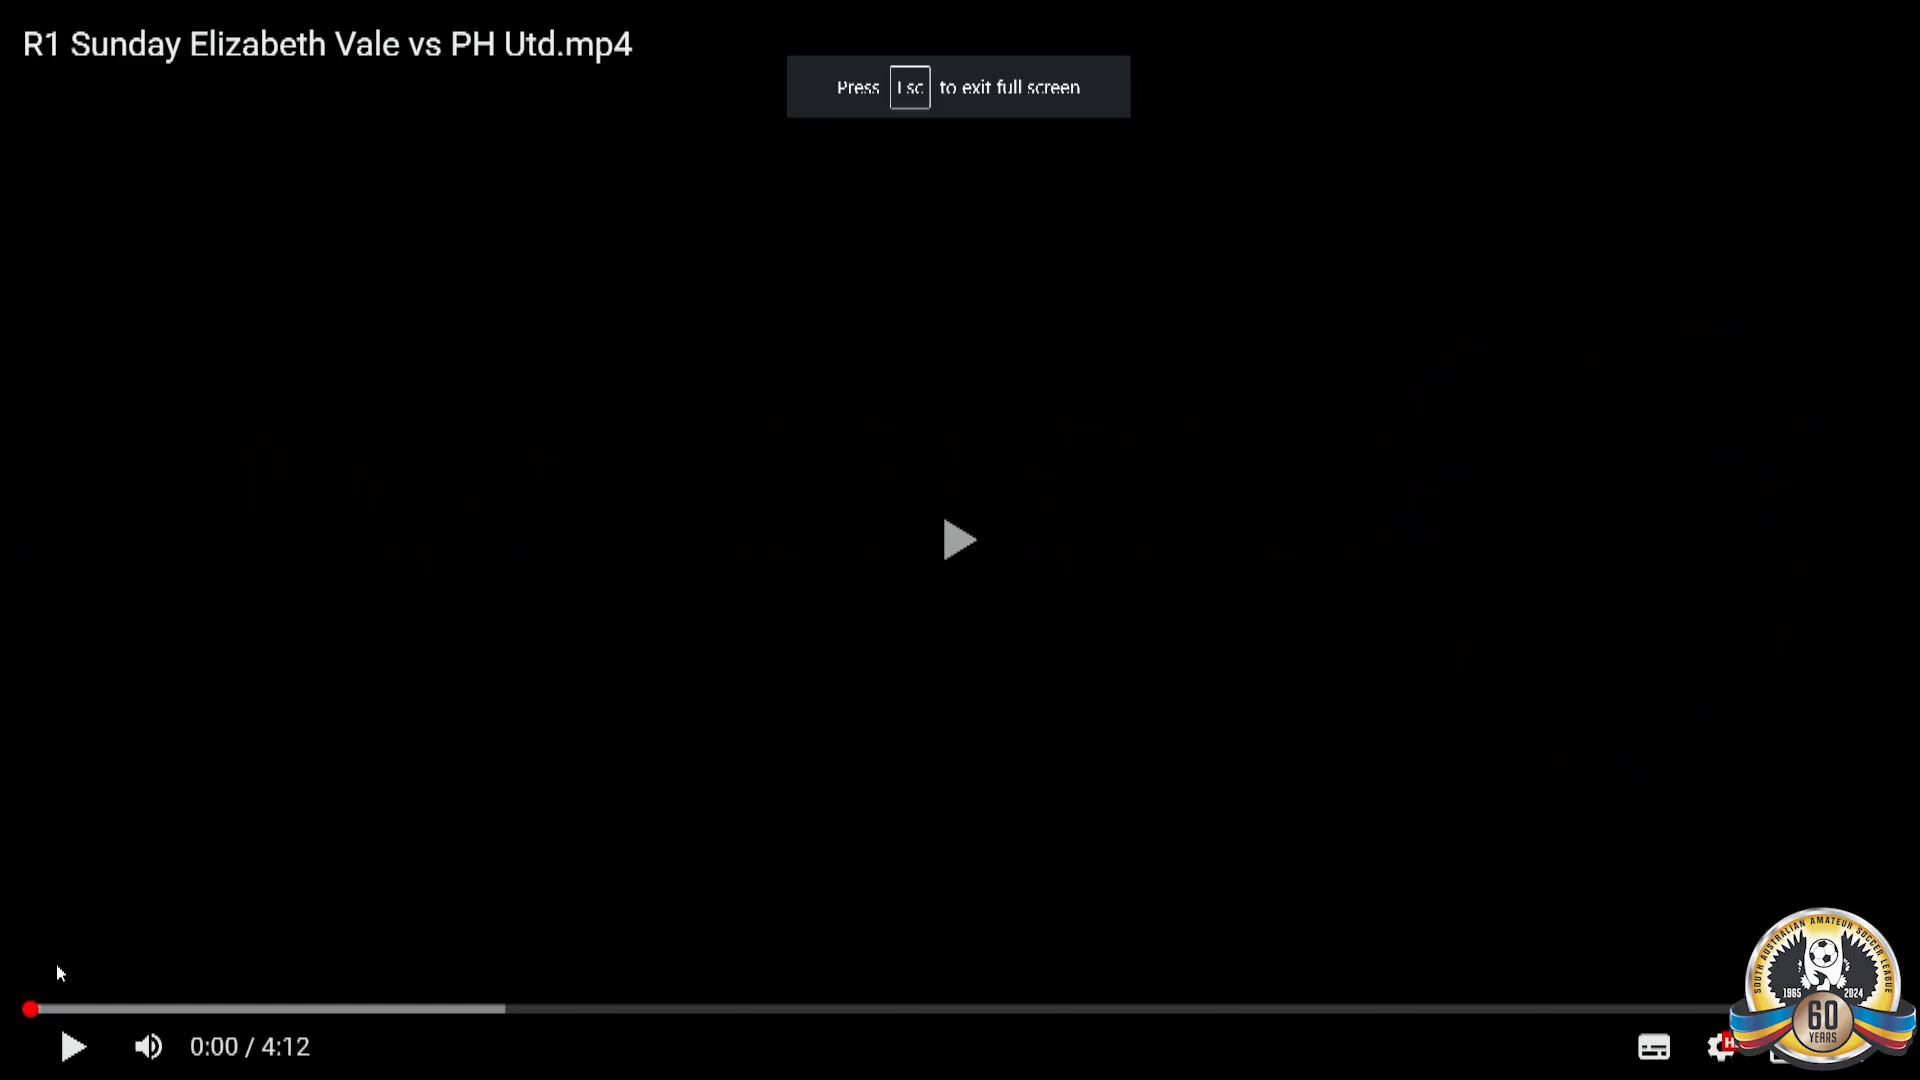 R1 Sunday Elizabeth Vale vs PH Utd.mp4
Press Esc to exit full screen
SOUTH AUSTRALIAN AMATEUR SOCCER LEAGUE
1965 2024
60
YEARS
0:00 / 4:12